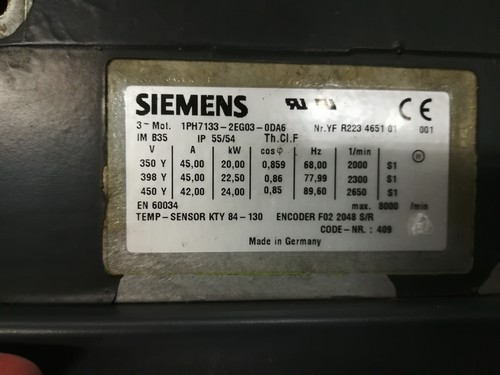 SIEMENS
CE
3~Mot. 1PH7133-2EG03-0DA6 Nr.YF R223 4651 01 001
IM B35 IP 55/54 Th.Cl.F
V A kW cosϕ Hz 1/min
350 Y 45,00 20,00 0,859 68,00 2000 S1
398 Y 45,00 22,50 0,86 77,99 2300 S1
450 Y 42,00 24,00 0,85 89,60 2650 S1
EN 60034 max. 8000 /min
TEMP-SENSOR KTY 84-130 ENCODER F02 2048 S/R
CODE-NR.: 409
Made in Germany